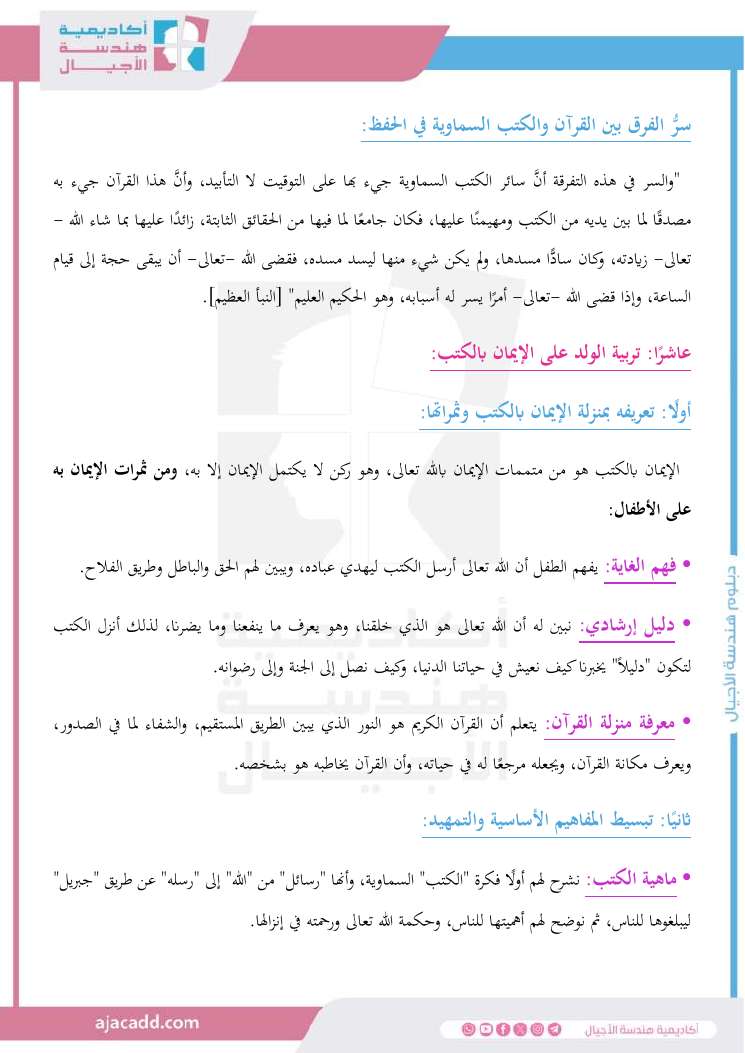 أكاديمية
هندسة
الأجيال
سرُّ الفرق بين القرآن والكتب السماوية في الحفظ:
"والسر في هذه التفرقة أنَّ سائر الكتب السماوية جيء بها على التوقيت لا التأبيد، وأنَّ هذا القرآن جيء به
مصدقًا لما بين يديه من الكتب ومهيمنًا عليها، فكان جامعًا لما فيها من الحقائق الثابتة، زائدًا عليها بما شاء الله –
تعالى– زيادته، وكان سادًّا مسدها، ولم يكن شيء منها ليسد مسده، فقضى الله –تعالى– أن يبقى حجة إلى قيام
الساعة، وإذا قضى الله –تعالى– أمرًا يسر له أسبابه، وهو الحكيم العليم" [النبأ العظيم].
عاشرًا: تربية الولد على الإيمان بالكتب:
أولًا: تعريفه بمنزلة الإيمان بالكتب وثمراتها:
الإيمان بالكتب هو من متممات الإيمان بالله تعالى، وهو ركن لا يكتمل الإيمان إلا به، ومن ثمرات الإيمان به
على الأطفال:
• فهم الغاية: يفهم الطفل أن الله تعالى أرسل الكتب ليهدي عباده، ويبين لهم الحق والباطل وطريق الفلاح.
• دليل إرشادي: نبين له أن الله تعالى هو الذي خلقنا، وهو يعرف ما ينفعنا وما يضرنا، لذلك أنزل الكتب
لتكون "دليلاً" يخبرنا كيف نعيش في حياتنا الدنيا، وكيف نصل إلى الجنة وإلى رضوانه.
• معرفة منزلة القرآن: يتعلم أن القرآن الكريم هو النور الذي يبين الطريق المستقيم، والشفاء لما في الصدور،
ويعرف مكانة القرآن، ويجعله مرجعًا له في حياته، وأن القرآن يخاطبه هو بشخصه.
ثانيًا: تبسيط المفاهيم الأساسية والتمهيد:
• ماهية الكتب: نشرح لهم أولًا فكرة "الكتب" السماوية، وأنها "رسائل" من "الله" إلى "رسله" عن طريق "جبريل"
ليبلغوها للناس، ثم نوضح لهم أهميتها للناس، وحكمة الله تعالى ورحمته في إنزالها.
دبلوم هندسة الأجيال
أكاديمية
هندسة
الأجيال
ajacadd.com
أكاديمية هندسة الأجيال